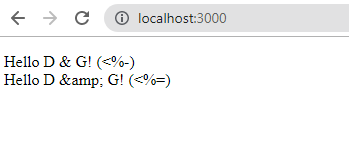 localhost:3000
Hello D & G! (<%-)
Hello D &amp; G! (<%=)